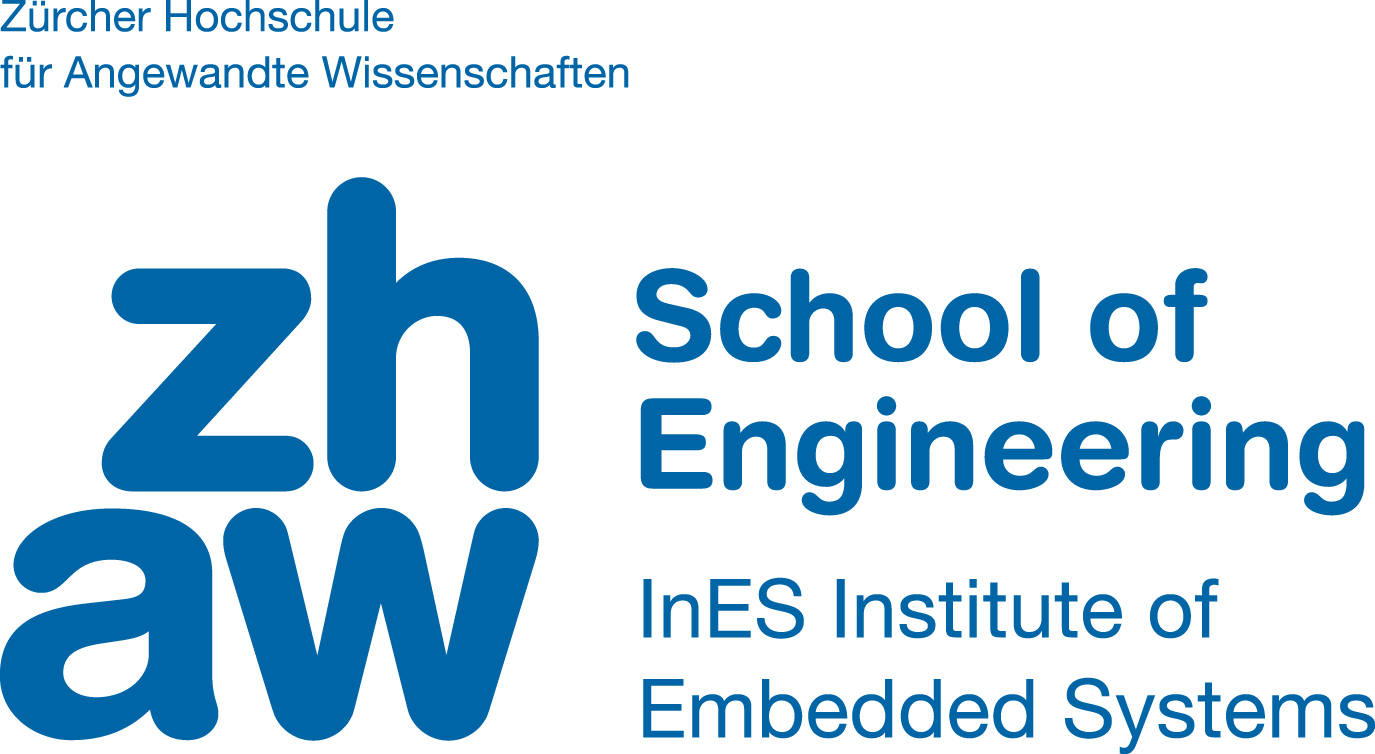 Zürcher Hochschule
für Angewandte Wissenschaften
zh
aw
School of
Engineering
InES Institute of
Embedded Systems